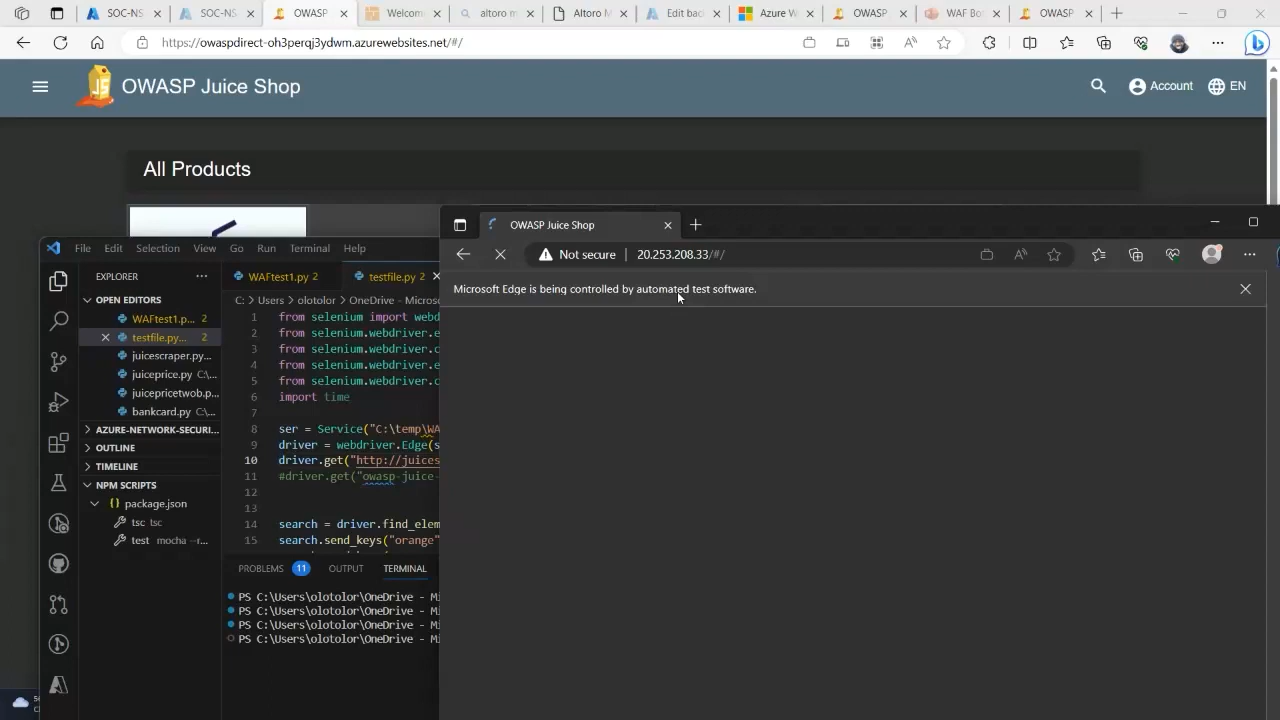 SOC-NS
SOC-NS
OWASP
Welcom
altoro m
Altoro M
Edit bac
Azure W
OWASP
WAF Bo
OWASP
https://owaspdirect-oh3perqj3ydwm.azurewebsites.net/#/
OWASP Juice Shop
Account
EN
All Products
OWASP Juice Shop
Not secure
20.253.208.33/#/
Microsoft Edge is being controlled by automated test software.
File Edit Selection View Go Run Terminal Help
EXPLORER
OPEN EDITORS
WAFtest1.p... 2
testfile.py... 2
juicescraper.py...
juiceprice.py C:\...
juicepricetwob.p...
bankcard.py C:\...
AZURE-NETWORK-SECURI...
OUTLINE
TIMELINE
NPM SCRIPTS
package.json
tsc tsc
test mocha --r...
WAFtest1.py 2
testfile.py 2
C: > Users > olotolor > OneDrive - Micros
1 from selenium import webd
2 from selenium.webdriver.e
3 from selenium.webdriver.c
4 from selenium.webdriver.e
5 from selenium.webdriver.c
6 import time
7
8 ser = Service("C:\temp\WA
9 driver = webdriver.Edge(s
10 driver.get("http://juices
11 #driver.get("owasp-juice-
12
13
14 search = driver.find_elem
15 search.send_keys("orange"
PROBLEMS 11 OUTPUT TERMINAL
PS C:\Users\olotolor\OneDrive - Mi
PS C:\Users\olotolor\OneDrive - Mi
PS C:\Users\olotolor\OneDrive - Mi
PS C:\Users\olotolor\OneDrive - Mi